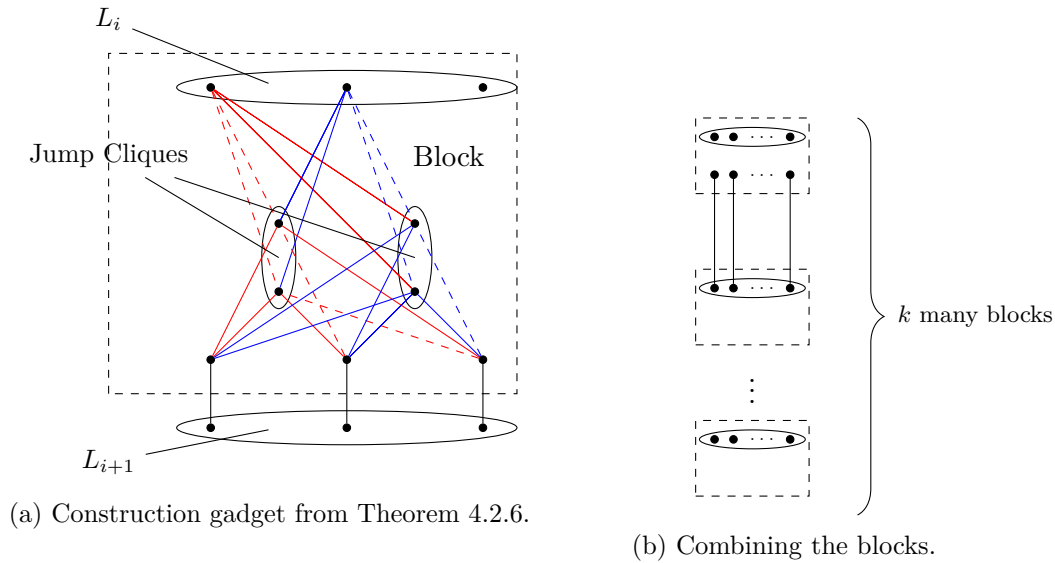 L_i
Jump Cliques
Block
L_{i+1}
(a) Construction gadget from Theorem 4.2.6.
k many blocks
(b) Combining the blocks.